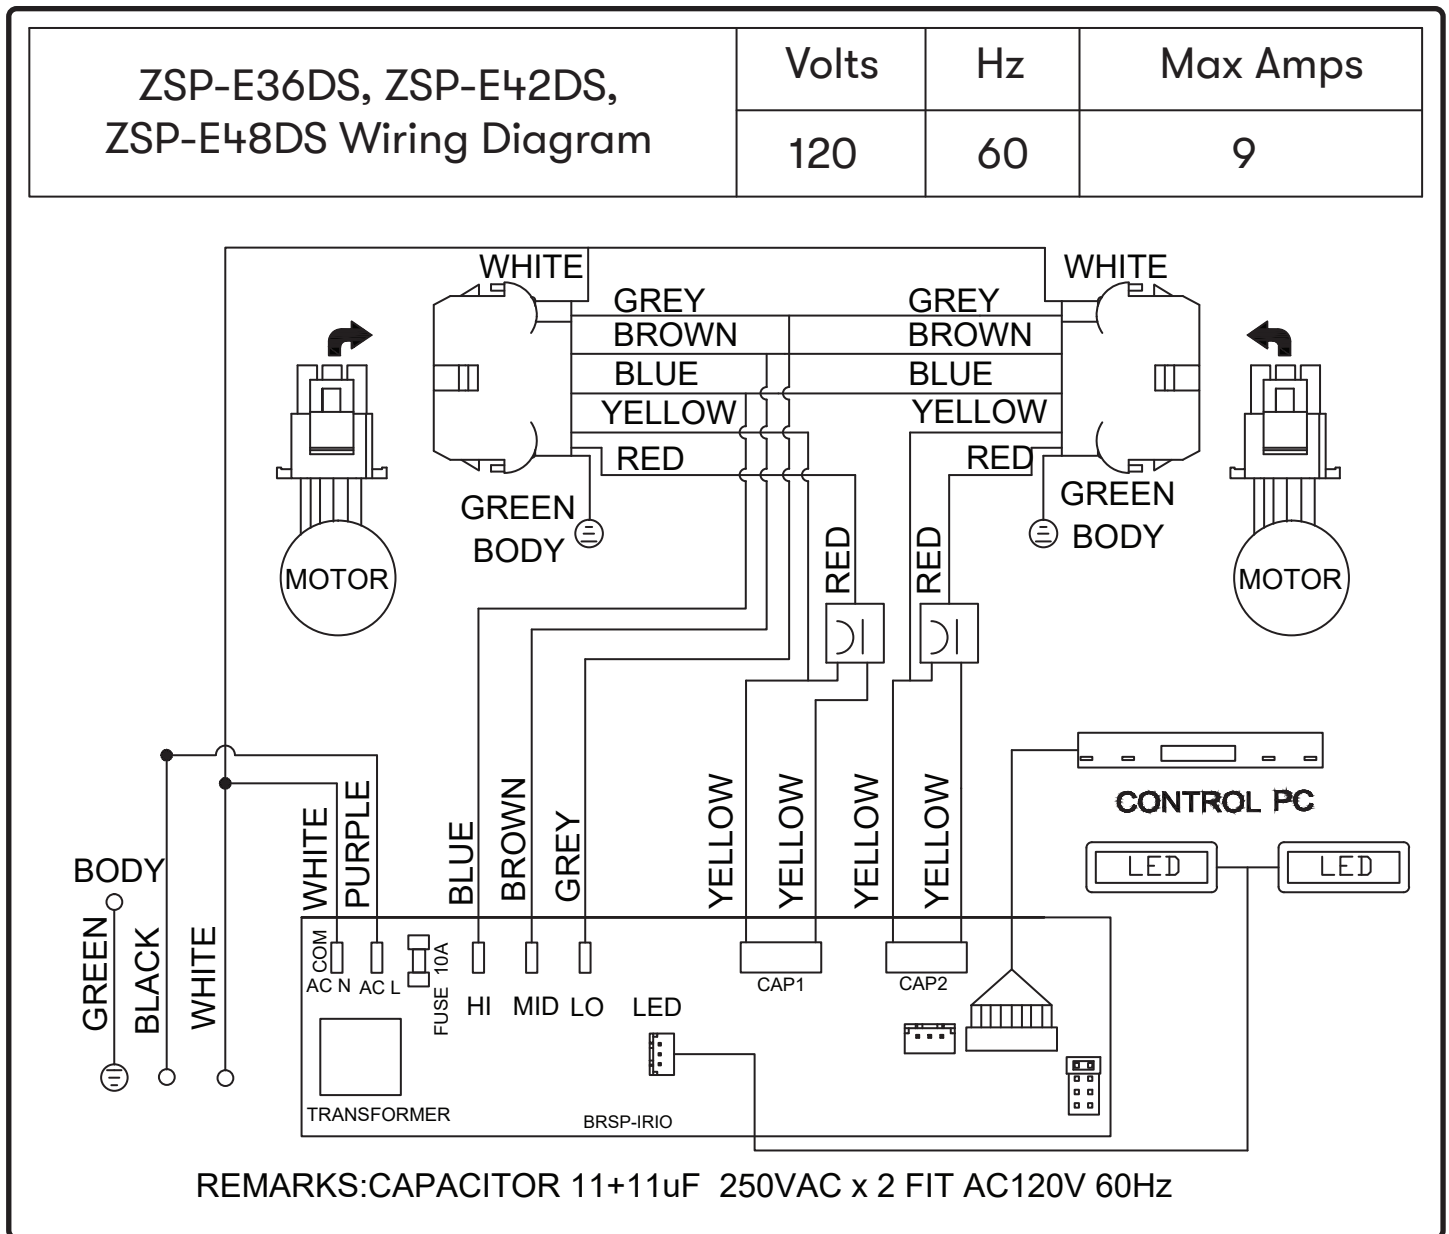 ZSP-E36DS, ZSP-E42DS,
ZSP-E48DS Wiring Diagram
Volts
Hz
Max Amps
120
60
9
WHITE
WHITE
GREY
GREY
BROWN
BROWN
BLUE
BLUE
YELLOW
YELLOW
RED
RED
GREEN
BODY
GREEN
BODY
MOTOR
MOTOR
RED
RED
CONTROL PC
LED
LED
BODY
GREEN
BLACK
WHITE
WHITE
PURPLE
BLUE
BROWN
GREY
YELLOW
YELLOW
YELLOW
YELLOW
COM
AC N
AC L
FUSE 10A
HI
MID
LO
LED
CAP1
CAP2
TRANSFORMER
BRSP-IRIO
REMARKS:CAPACITOR 11+11uF 250VAC x 2 FIT AC120V 60Hz